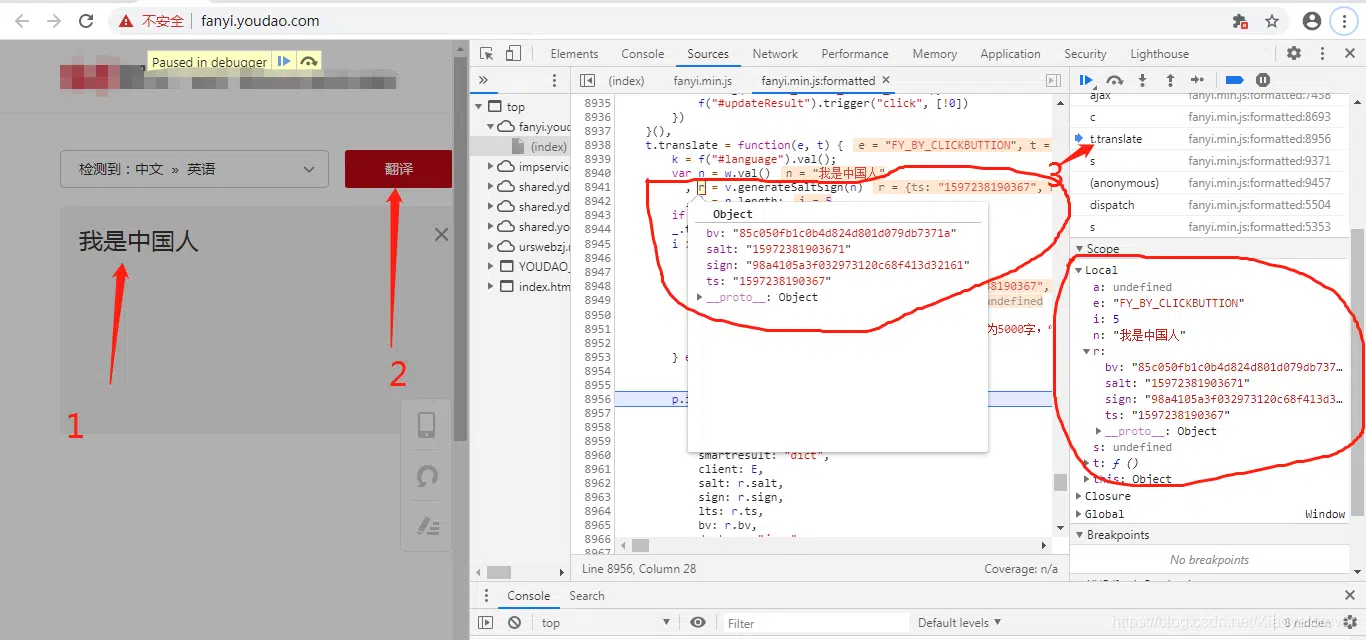 不安全 fanyi.youdao.com
Paused in debugger
检测到：中文 » 英语
翻译
我是中国人
1
2
3
Elements Console Sources Network Performance Memory Application Security Lighthouse
» (index) fanyi.min.js fanyi.min.js:formatted
top
fanyi.youd
(index)
impservic
shared.yd
shared.yd
shared.yo
urswebzj.
YOUDAO_
index.htm
8935 f("#updateResult").trigger("click", [!0])
8936 })
8937 }(),
8938 t.translate = function(e, t) { e = "FY_BY_CLICKBUTTION", t =
8939 k = f("#language").val();
8940 var n = w.val() n = "我是中国人"
8941 , r = v.generateSaltSign(n) r = {ts: "1597238190367",
8942 = n.length; i = 5
8943 if
8944 _.
8945 i
8946
8947
8948 8190367",
8949 undefined
8950
8951 为5000字，
8952
8953 } e
8954
8955
8956 p.
8957
8958
8959
8960 smartresult: "dict",
8961 client: E,
8962 salt: r.salt,
8963 sign: r.sign,
8964 lts: r.ts,
8965 bv: r.bv,
8966
8967
Object
bv: "85c050fb1c0b4d824d801d079db7371a"
salt: "15972381903671"
sign: "98a4105a3f032973120c68f413d32161"
ts: "1597238190367"
__proto__: Object
Line 8956, Column 28 Coverage: n/a
ajax fanyi.min.js:formatted:7438
c fanyi.min.js:formatted:8693
t.translate fanyi.min.js:formatted:8956
s fanyi.min.js:formatted:9371
(anonymous) fanyi.min.js:formatted:9457
dispatch fanyi.min.js:formatted:5504
s fanyi.min.js:formatted:5353
Scope
Local
a: undefined
e: "FY_BY_CLICKBUTTION"
i: 5
n: "我是中国人"
r:
bv: "85c050fb1c0b4d824d801d079db737…
salt: "15972381903671"
sign: "98a4105a3f032973120c68f413d3…
ts: "1597238190367"
__proto__: Object
s: undefined
t: ƒ ()
this: Object
Closure
Global Window
Breakpoints
No breakpoints
Console Search
top Filter Default levels ▼ 8 hidden